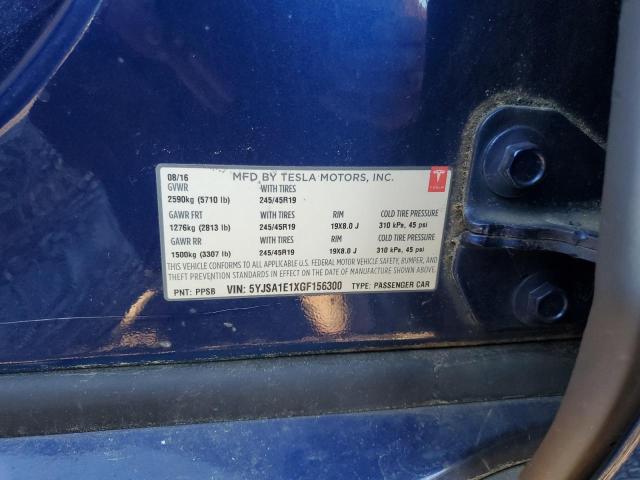 08/16 MFD BY TESLA MOTORS, INC.
GVWR WITH TIRES
2590kg (5710 lb) 245/45R19
TESLA
GAWR FRT WITH TIRES RIM COLD TIRE PRESSURE
1276kg (2813 lb) 245/45R19 19X8.0 J 310 kPa, 45 psi
GAWR RR WITH TIRES RIM COLD TIRE PRESSURE
1500kg (3307 lb) 245/45R19 19X8.0 J 310 kPa, 45 psi
THIS VEHICLE CONFORMS TO ALL APPLICABLE U.S. FEDERAL MOTOR VEHICLE SAFETY, BUMPER,
AND THEFT PREVENTION STANDARDS IN EFFECT ON THE DATE OF MANUFACTURE SHOWN ABOVE.
PNT: PPSB VIN: 5YJSA1E1XGF156300 TYPE: PASSENGER CAR